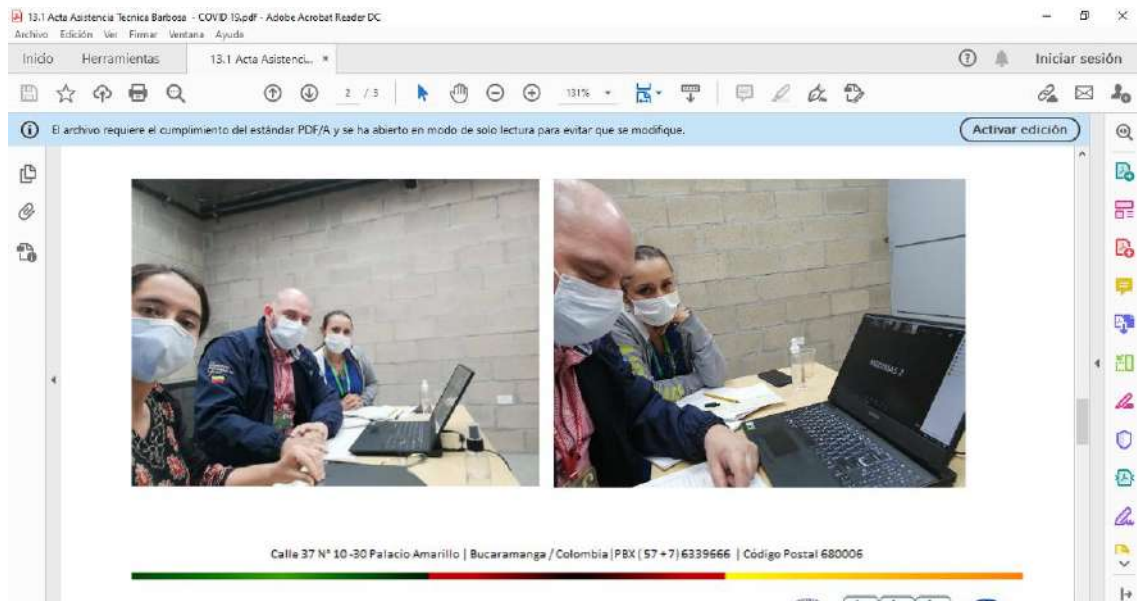 13.1 Acta Asistencia Tecnica Barbosa - COVID 19.pdf - Adobe Acrobat Reader DC
Archivo Edición Ver Firmar Ventana Ayuda
Inicio Herramientas 13.1 Acta Asistenci... ×
Iniciar sesión
2 / 3 131%
El archivo requiere el cumplimiento del estándar PDF/A y se ha abierto en modo de solo lectura para evitar que se modifique.
Activar edición
Calle 37 N° 10-30 Palacio Amarillo | Bucaramanga / Colombia | PBX ( 57 + 7) 6339666 | Código Postal 680006